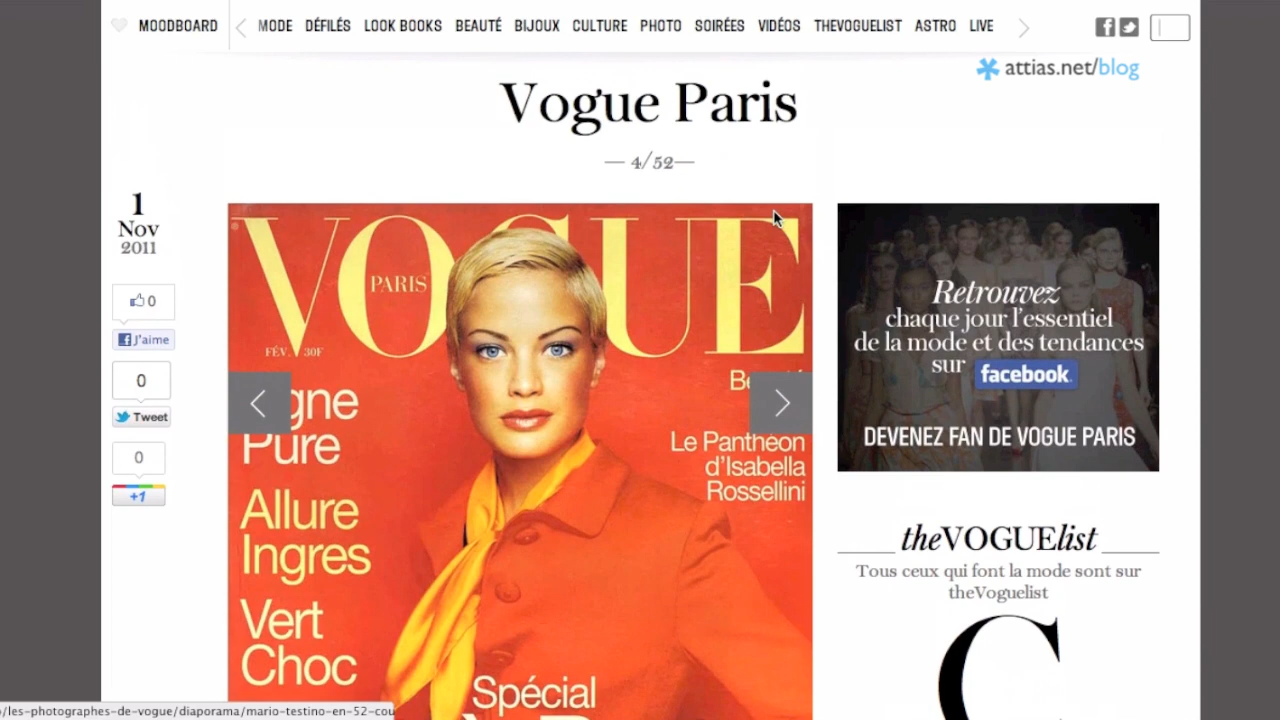 MOODBOARD
MODE DÉFILÉS LOOK BOOKS BEAUTÉ BIJOUX CULTURE PHOTO SOIRÉES VIDÉOS THEVOGUELIST ASTRO LIVE
attias.net/blog
Vogue Paris
— 4/52—
1
Nov
2011
0
J'aime
0
Tweet
0
+1
VOGUE
PARIS
FÉV. 30F
gne
Pure
Allure
Ingres
Vert
Choc
Be
Le Panthéon
d'Isabella
Rossellini
Spécial
Retrouvez
chaque jour l'essentiel
de la mode et des tendances
sur facebook
DEVENEZ FAN DE VOGUE PARIS
theVOGUElist
Tous ceux qui font la mode sont sur
theVoguelist
C
/les-photographes-de-vogue/diaporama/mario-testino-en-52-cou